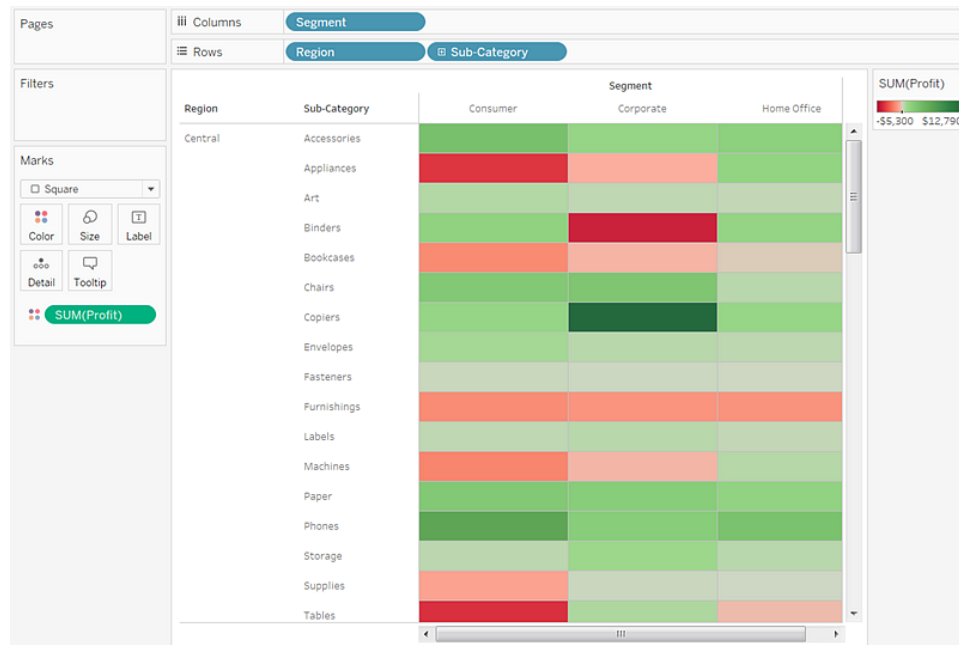 Pages
Columns Segment
Rows Region Sub-Category
Filters
Marks
Square
Color Size Label
Detail Tooltip
SUM(Profit)
Segment
Region Sub-Category Consumer Corporate Home Office
Central Accessories
Appliances
Art
Binders
Bookcases
Chairs
Copiers
Envelopes
Fasteners
Furnishings
Labels
Machines
Paper
Phones
Storage
Supplies
Tables
SUM(Profit)
-$5,300 $12,790